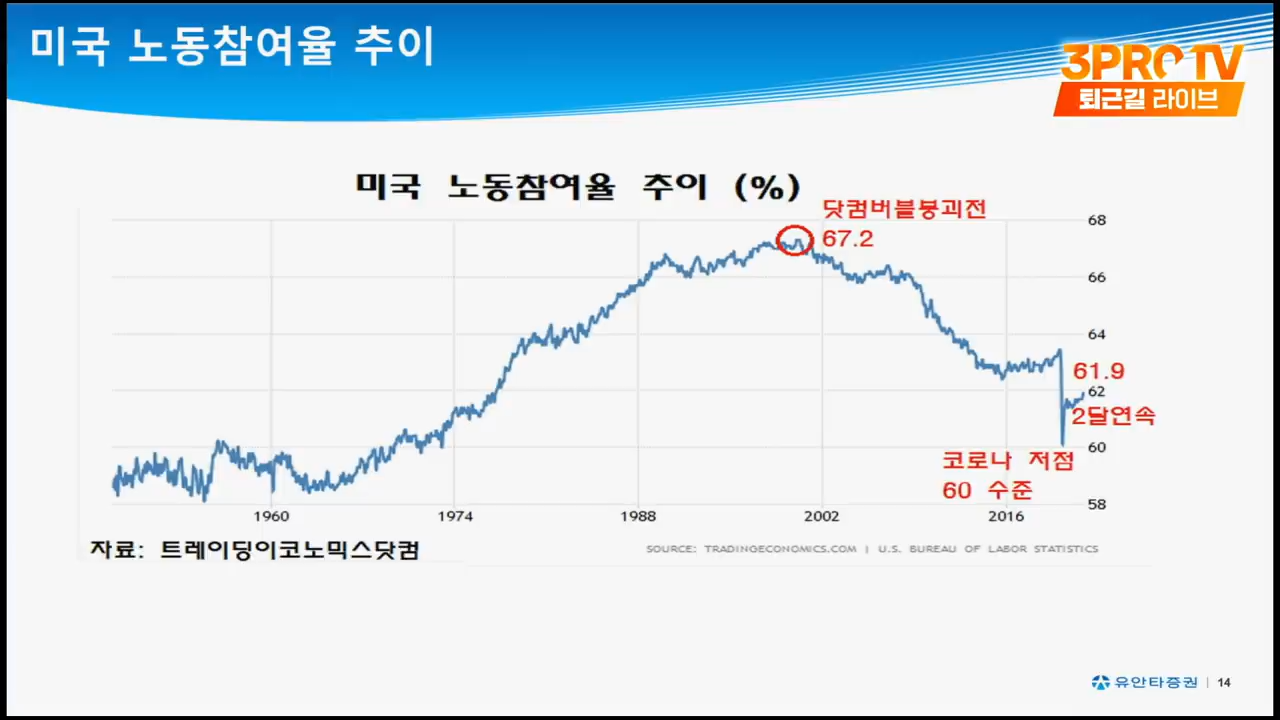 미국 노동참여율 추이
3PRO TV
퇴근길 라이브
미국 노동참여율 추이 (%)
닷컴버블붕괴전
67.2
68
66
64
61.9
62
2달연속
60
코로나 저점
60 수준
58
1960 1974 1988 2002 2016
자료: 트레이딩이코노믹스닷컴
SOURCE: TRADINGECONOMICS.COM | U.S. BUREAU OF LABOR STATISTICS
유안타증권 | 14